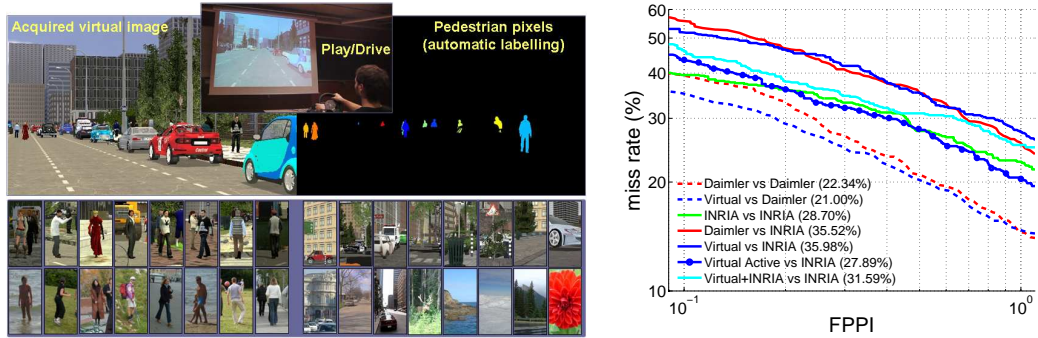 Acquired virtual image
Play/Drive
Pedestrian pixels
(automatic labelling)
60
50
40
30
20
10
miss rate (%)
Daimler vs Daimler (22.34%)
Virtual vs Daimler (21.00%)
INRIA vs INRIA (28.70%)
Daimler vs INRIA (35.52%)
Virtual vs INRIA (35.98%)
Virtual Active vs INRIA (27.89%)
Virtual+INRIA vs INRIA (31.59%)
10⁻¹
10⁰
FPPI